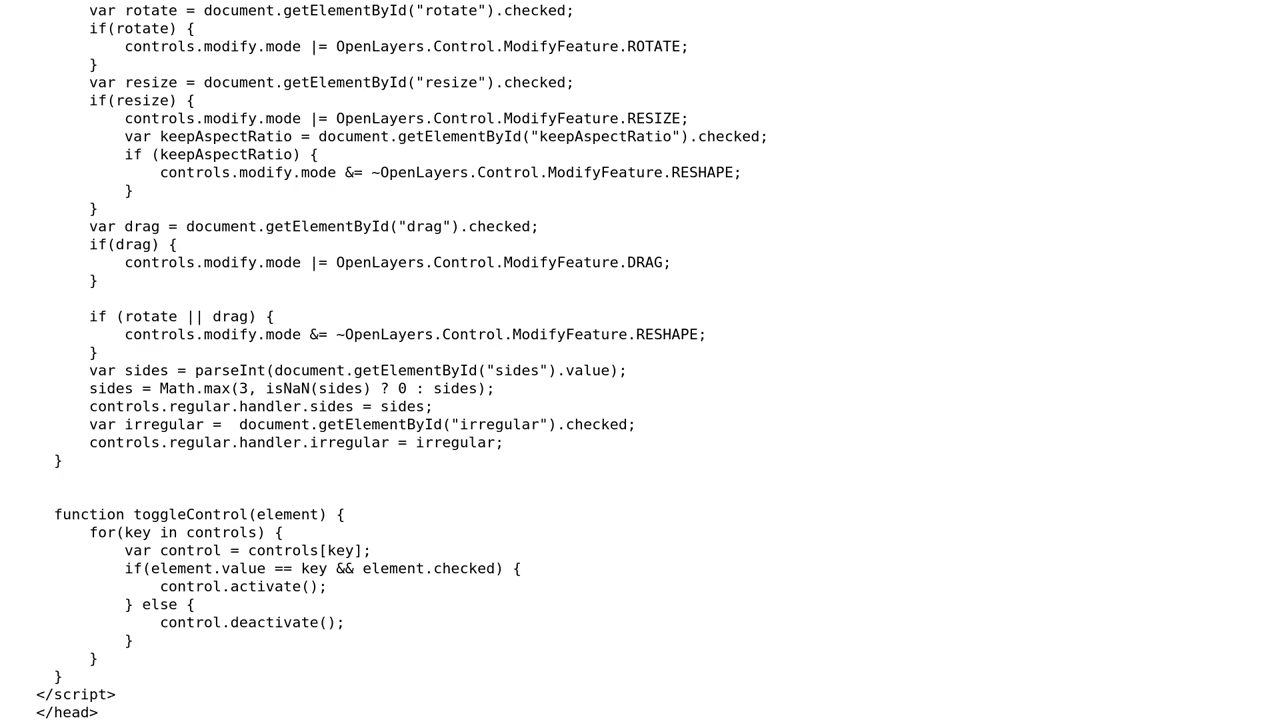 var rotate = document.getElementById("rotate").checked;
if(rotate) {
controls.modify.mode |= OpenLayers.Control.ModifyFeature.ROTATE;
}
var resize = document.getElementById("resize").checked;
if(resize) {
controls.modify.mode |= OpenLayers.Control.ModifyFeature.RESIZE;
var keepAspectRatio = document.getElementById("keepAspectRatio").checked;
if (keepAspectRatio) {
controls.modify.mode &= ~OpenLayers.Control.ModifyFeature.RESHAPE;
}
}
var drag = document.getElementById("drag").checked;
if(drag) {
controls.modify.mode |= OpenLayers.Control.ModifyFeature.DRAG;
}
if (rotate || drag) {
controls.modify.mode &= ~OpenLayers.Control.ModifyFeature.RESHAPE;
}
var sides = parseInt(document.getElementById("sides").value);
sides = Math.max(3, isNaN(sides) ? 0 : sides);
controls.regular.handler.sides = sides;
var irregular =  document.getElementById("irregular").checked;
controls.regular.handler.irregular = irregular;
}
function toggleControl(element) {
for(key in controls) {
var control = controls[key];
if(element.value == key && element.checked) {
control.activate();
} else {
control.deactivate();
}
}
}
</script>
</head>